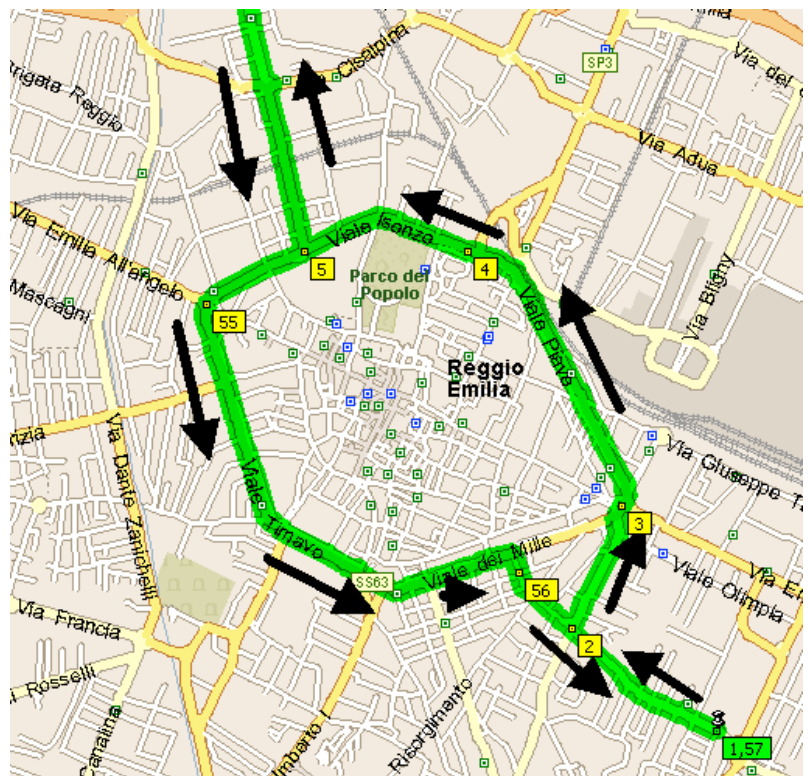 Cisalpina
SP3
Via del
Angela Reggio
Via Adua
Viale Isonzo
Via Emilia All'angelo
5
4
Parco del
Popolo
Via Bligny
Mascagni
55
Viale Piave
Reggio
Emilia
Via Giuseppe
Via Dante Zanichelli
Viale Timavo
3
Viale dei Mille
SS63
56
Viale Olimpia
Via Francia
2
Rosselli
Risorgimento
Umberto I
Canalina
1,57